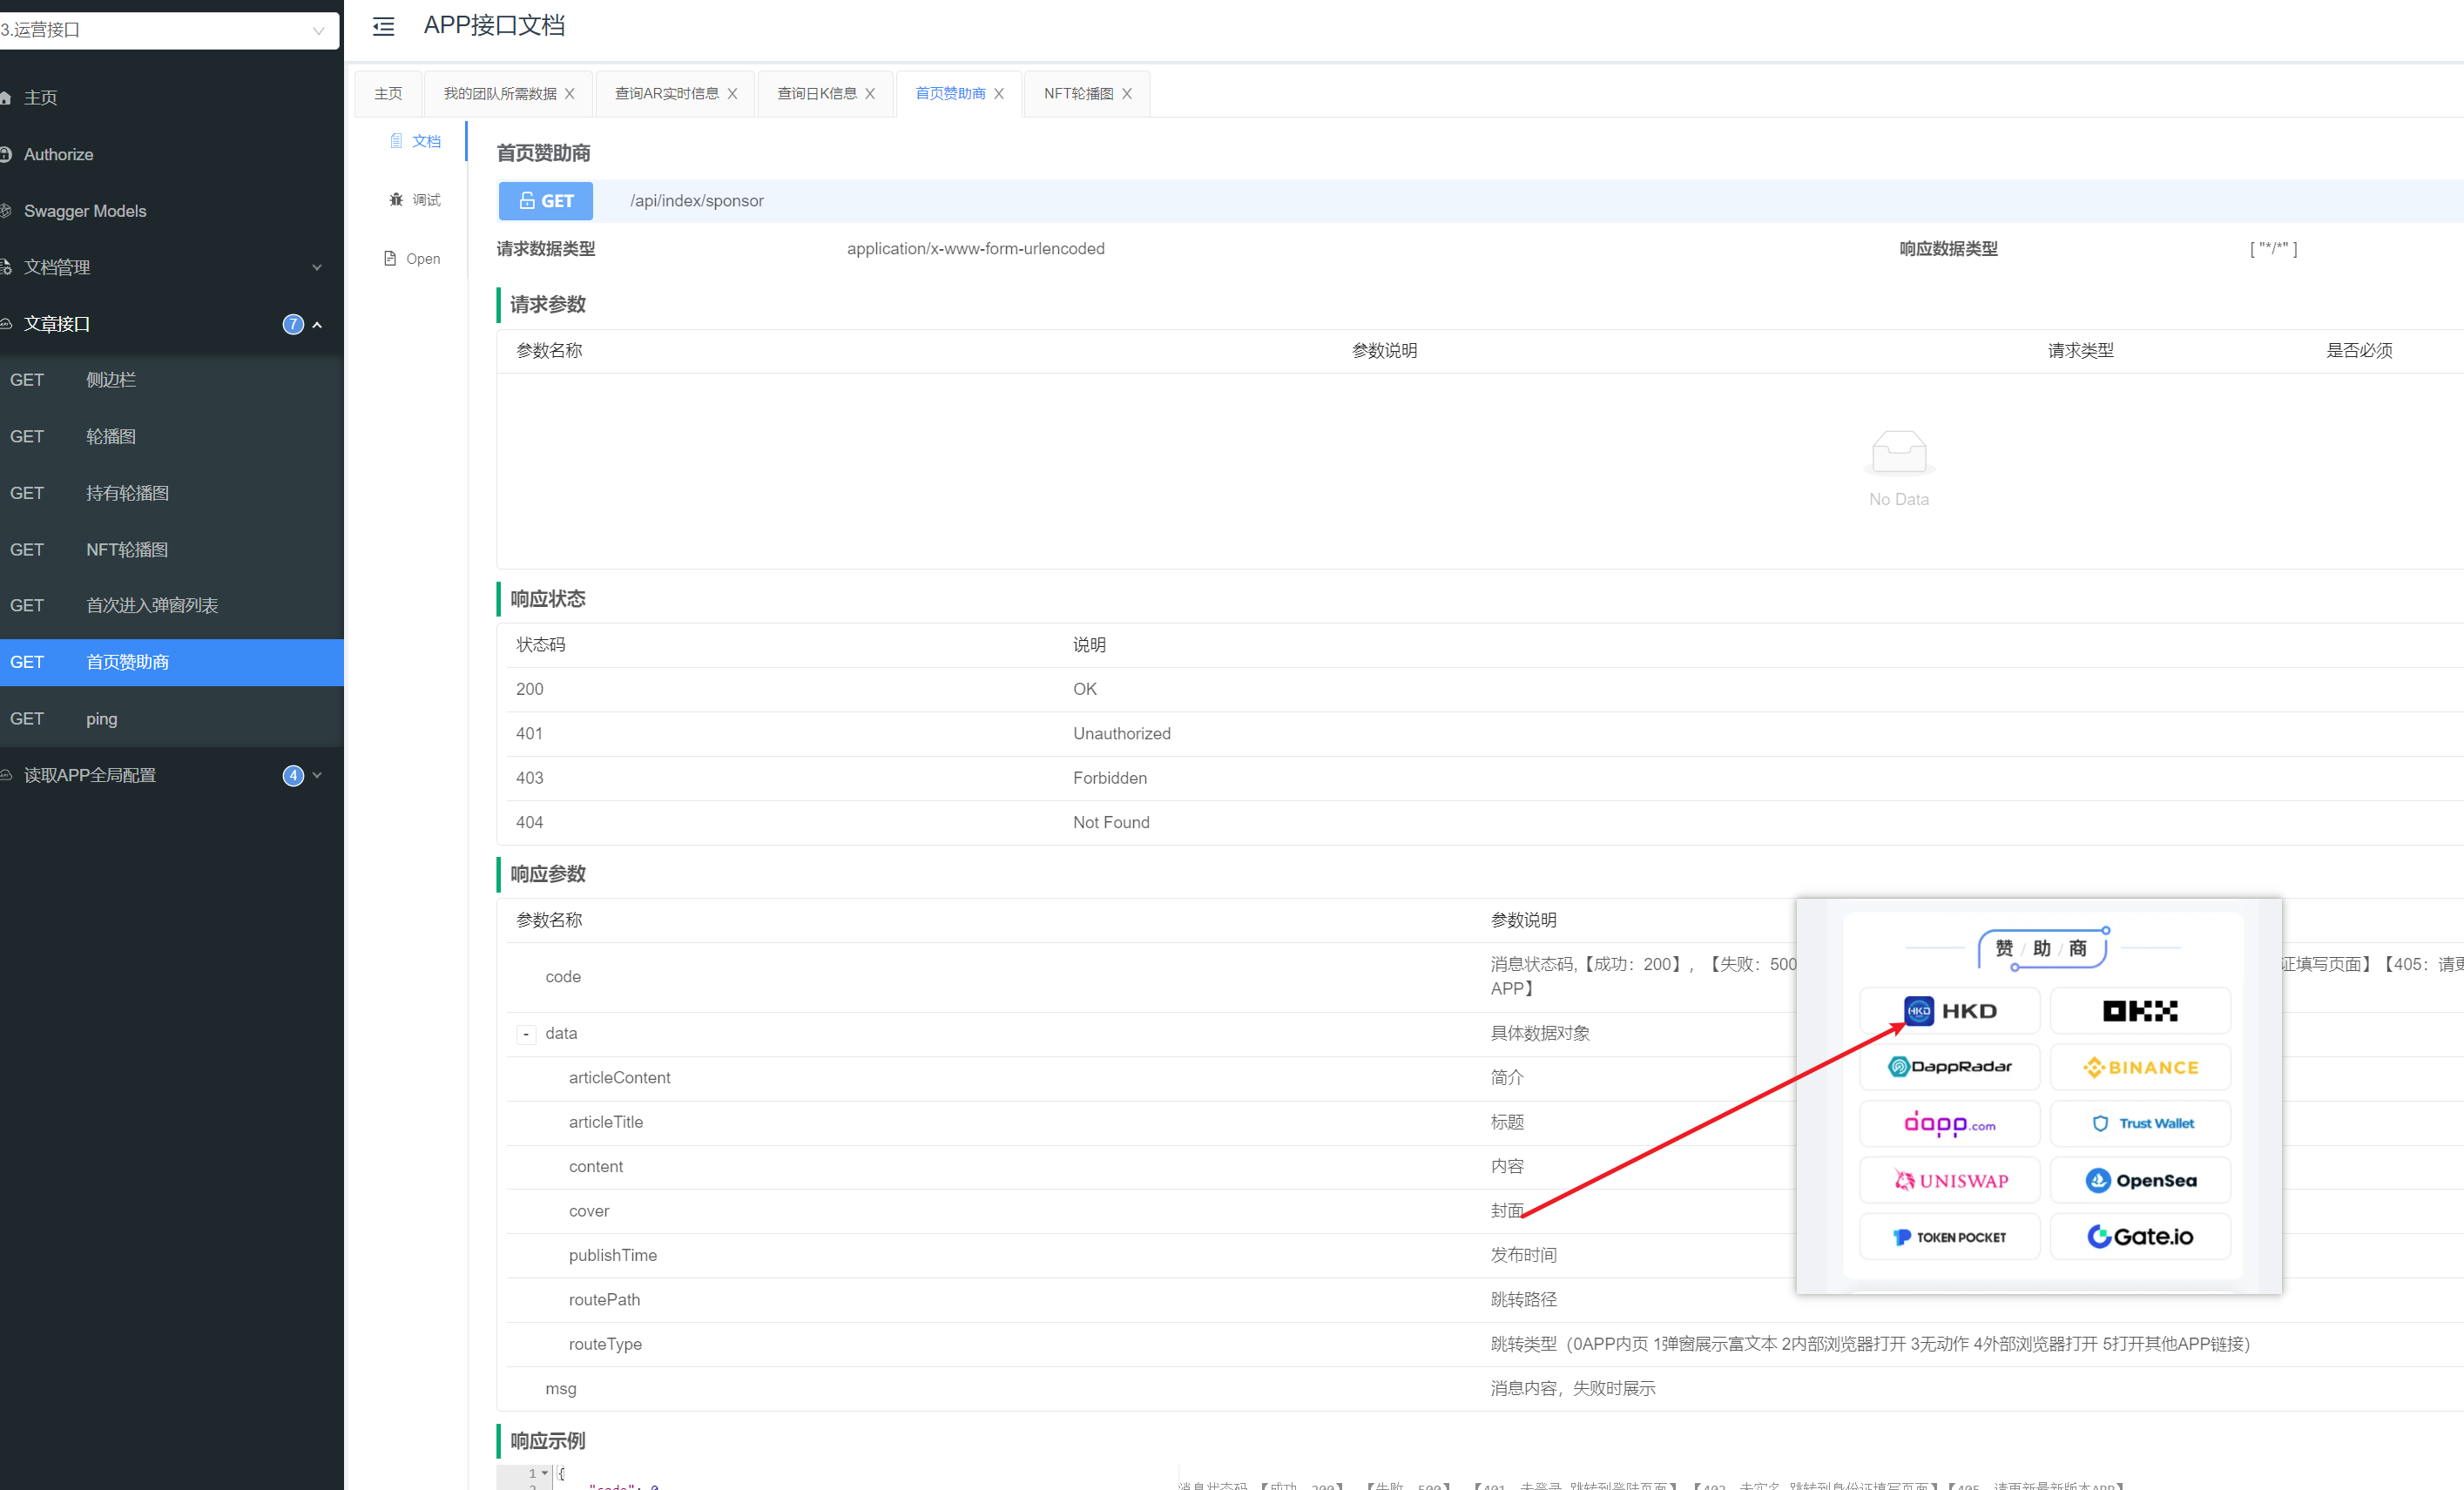 3.运营接口
APP接口文档
主页
Authorize
Swagger Models
文档管理
文章接口 7
GET 侧边栏
GET 轮播图
GET 持有轮播图
GET NFT轮播图
GET 首次进入弹窗列表
GET 首页赞助商
GET ping
读取APP全局配置 4
主页 我的团队所需数据 X 查询AR实时信息 X 查询日K信息 X 首页赞助商 X NFT轮播图 X
文档
调试
Open
首页赞助商
GET /api/index/sponsor
请求数据类型 application/x-www-form-urlencoded 响应数据类型 [ "*/*" ]
请求参数
参数名称 参数说明 请求类型 是否必须
No Data
响应状态
状态码 说明
200 OK
401 Unauthorized
403 Forbidden
404 Not Found
响应参数
参数名称 参数说明
code 消息状态码,【成功：200】，【失败：500 证填写页面】【405：请更
APP】
- data 具体数据对象
articleContent 简介
articleTitle 标题
content 内容
cover 封面
publishTime 发布时间
routePath 跳转路径
routeType 跳转类型（0APP内页 1弹窗展示富文本 2内部浏览器打开 3无动作 4外部浏览器打开 5打开其他APP链接）
msg 消息内容，失败时展示
赞/助/商
HKD HKD OKX
DappRadar BINANCE
dapp.com Trust Wallet
UNISWAP OpenSea
TOKEN POCKET Gate.io
响应示例
1 {